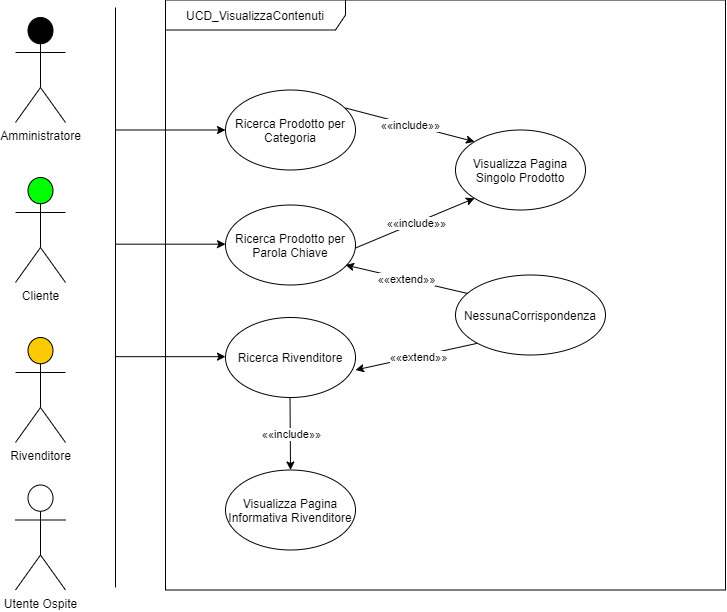 UCD_VisualizzaContenuti
Amministratore
Cliente
Rivenditore
Utente Ospite
Ricerca Prodotto per
Categoria
««include»»
Visualizza Pagina
Singolo Prodotto
Ricerca Prodotto per
Parola Chiave
««include»»
««extend»»
NessunaCorrispondenza
Ricerca Rivenditore
««extend»»
««include»»
Visualizza Pagina
Informativa Rivenditore